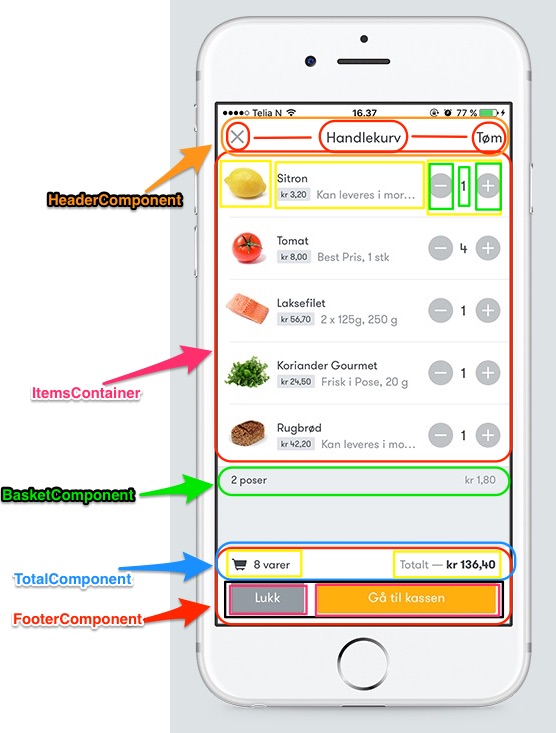 Telia N 16.37 77 %
Handlekurv Tøm
HeaderComponent
Sitron 1
kr 3,20 Kan leveres i mor...
Tomat 4
kr 8,00 Best Pris, 1 stk
Laksefilet 1
kr 56,70 2 x 125g, 250 g
ItemsContainer
Koriander Gourmet 1
kr 24,50 Frisk i Pose, 20 g
Rugbrød 1
kr 42,20 Kan leveres i mo...
BasketComponent
2 poser kr 1,80
TotalComponent
8 varer Totalt — kr 136,40
FooterComponent
Lukk Gå til kassen